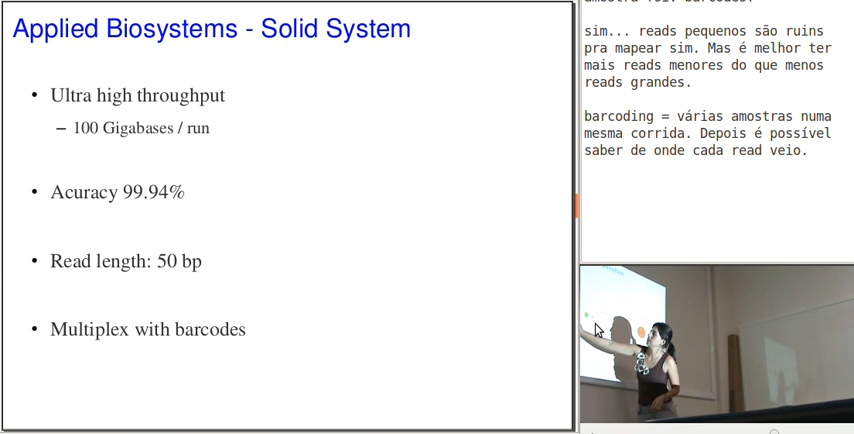 Applied Biosystems - Solid System
• Ultra high throughput
– 100 Gigabases / run
• Acuracy 99.94%
• Read length: 50 bp
• Multiplex with barcodes
sim... reads pequenos são ruins
pra mapear sim. Mas é melhor ter
mais reads menores do que menos
reads grandes.
barcoding = várias amostras numa
mesma corrida. Depois é possível
saber de onde cada read veio.